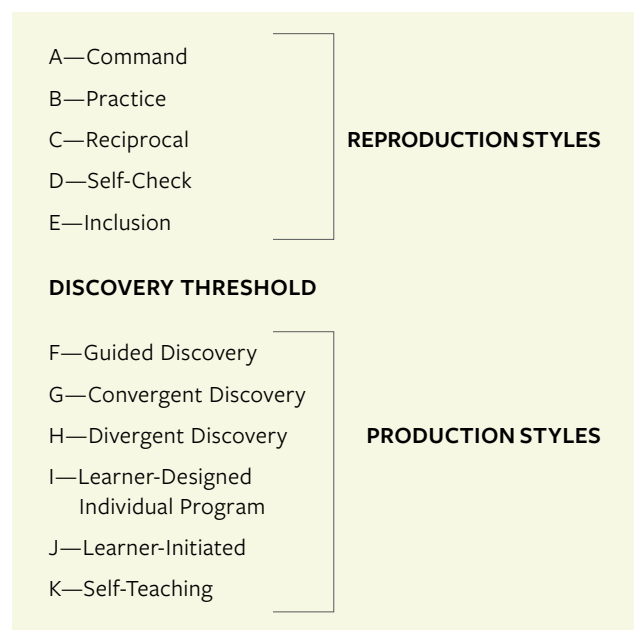 A—Command
B—Practice
C—Reciprocal
REPRODUCTION STYLES
D—Self-Check
E—Inclusion
DISCOVERY THRESHOLD
F—Guided Discovery
G—Convergent Discovery
H—Divergent Discovery
PRODUCTION STYLES
I—Learner-Designed
Individual Program
J—Learner-Initiated
K—Self-Teaching